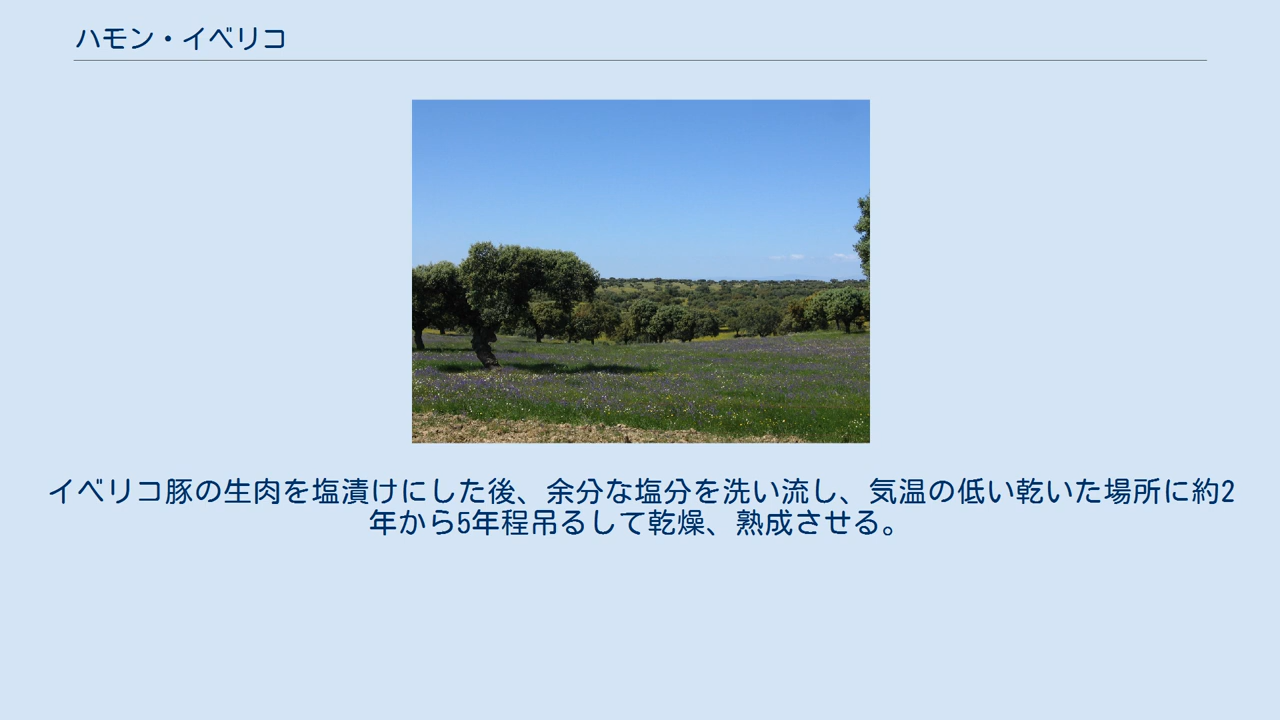 ハモン・イベリコ
イベリコ豚の生肉を塩漬けにした後、余分な塩分を洗い流し、気温の低い乾いた場所に約2
年から5年程吊るして乾燥、熟成させる。